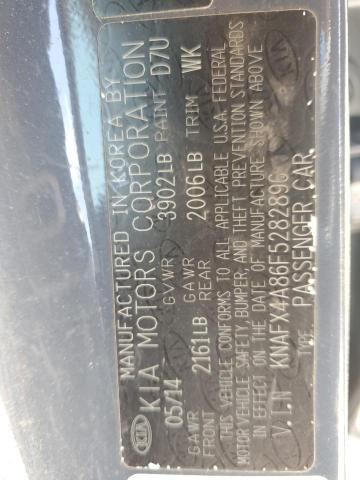 MANUFACTURED IN KOREA BY
KIA MOTORS CORPORATION
05/14 GVWR 3902LB PAINT D7U
GAWR FRONT 2161LB GAWR REAR 2006LB TRIM WK
THIS VEHICLE CONFORMS TO ALL APPLICABLE U.S.A. FEDERAL
MOTOR VEHICLE SAFETY, BUMPER, AND THEFT PREVENTION STANDARDS
IN EFFECT ON THE DATE OF MANUFACTURE SHOWN ABOVE
V.I.N KNAFX4A86F5282896
TYPE: PASSENGER CAR
KIA